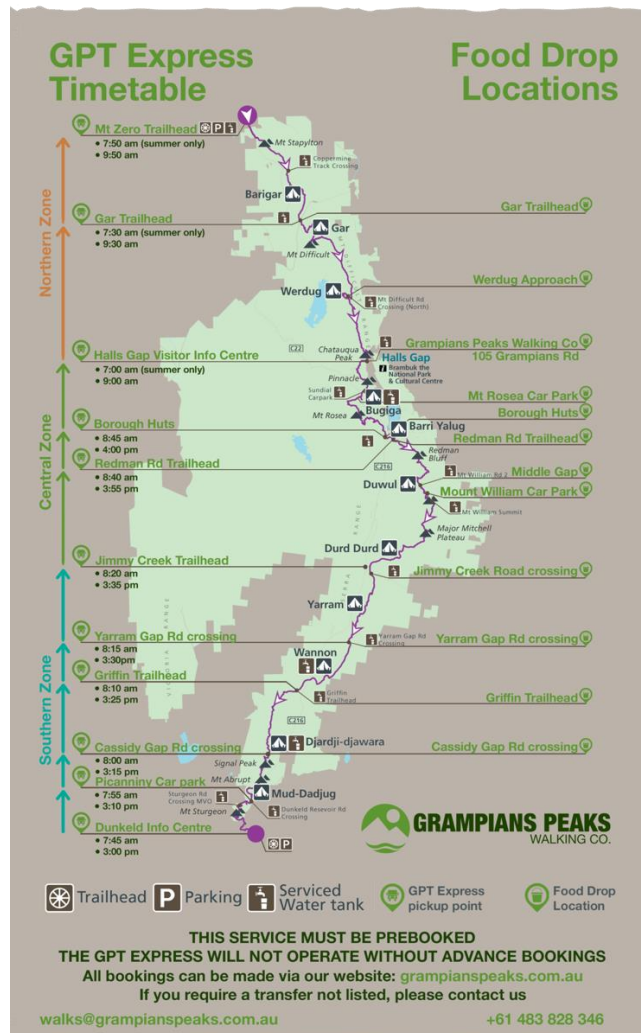 GPT Express
Timetable
Food Drop
Locations
Mt Zero Trailhead
P
• 7:50 am (summer only)
• 9:50 am
Mt Stapylton
Coppermine
Track Crossing
Barigar
Gar Trailhead
• 7:30 am (summer only)
• 9:30 am
Gar Trailhead
Gar
Mt Difficult
Northern Zone
Werdug Approach
Werdug
Mt Difficult Rd
Crossing (North)
C22
Chatauqua
Peak
Grampians Peaks Walking Co
105 Grampians Rd
Halls Gap Visitor Info Centre
• 7:00 am (summer only)
• 9:00 am
Halls Gap
i Brambuk the
National Park
& Cultural Centre
Pinnacle
Sundial
Carpark
Mt Rosea Car Park
Bugiga
Mt Rosea
Borough Huts
Borough Huts
• 8:45 am
• 4:00 pm
Barri Yalug
Redman Rd Trailhead
Redman
Bluff
Redman Rd Trailhead
• 8:40 am
• 3:55 pm
C216
Central Zone
Middle Gap
Mt William Rd 2
Duwul
Mount William Car Park
Mt William Summit
Major Mitchell
Plateau
Durd Durd
Jimmy Creek Trailhead
• 8:20 am
• 3:35 pm
Jimmy Creek Road crossing
Yarram
Yarram Gap Rd crossing
• 8:15 am
• 3:30pm
Yarram Gap Rd
Crossing
Yarram Gap Rd crossing
VICTORIA RANGE
Wannon
Griffin Trailhead
• 8:10 am
• 3:25 pm
Griffin
Trailhead
Griffin Trailhead
Southern Zone
C216
Djardji-djawara
Cassidy Gap Rd crossing
• 8:00 am
• 3:15 pm
Cassidy Gap Rd crossing
Signal Peak
Mt Abrupt
Picaninny Car park
• 7:55 am
• 3:10 pm
Mud-Dadjug
Sturgeon Rd
Crossing MVO
Dunkeld Resevoir Rd
Crossing
Mt Sturgeon
Dunkeld Info Centre
• 7:45 am
• 3:00 pm
P
GRAMPIANS PEAKS
WALKING CO.
Trailhead
P Parking
Serviced
Water tank
GPT Express
pickup point
Food Drop
Location
THIS SERVICE MUST BE PREBOOKED
THE GPT EXPRESS WILL NOT OPERATE WITHOUT ADVANCE BOOKINGS
All bookings can be made via our website: grampianspeaks.com.au
If you require a transfer not listed, please contact us
walks@grampianspeaks.com.au
+61 483 828 346